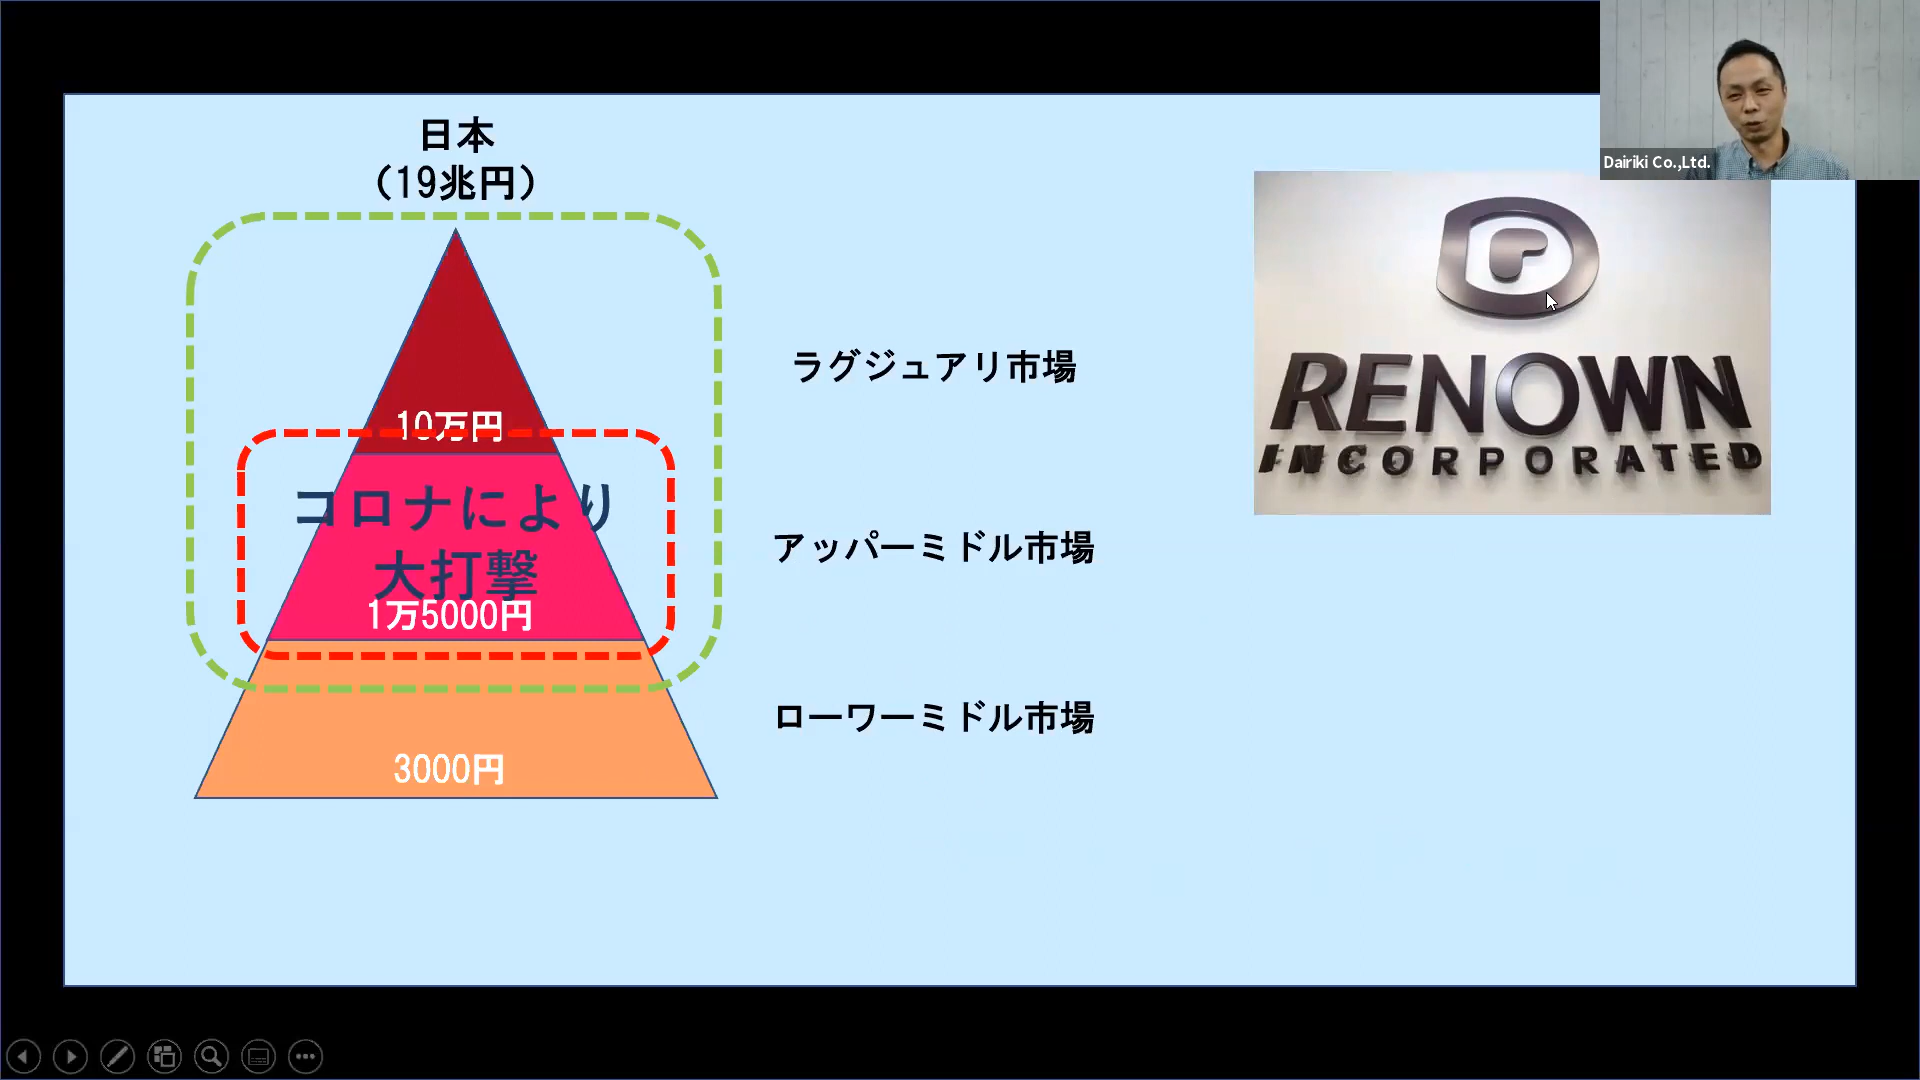 日本
（19兆円）
10万円
コロナにより
大打撃
1万5000円
3000円
ラグジュアリ市場
アッパーミドル市場
ローワーミドル市場
RENOWN
INCORPORATED
Dairiki Co.,Ltd.